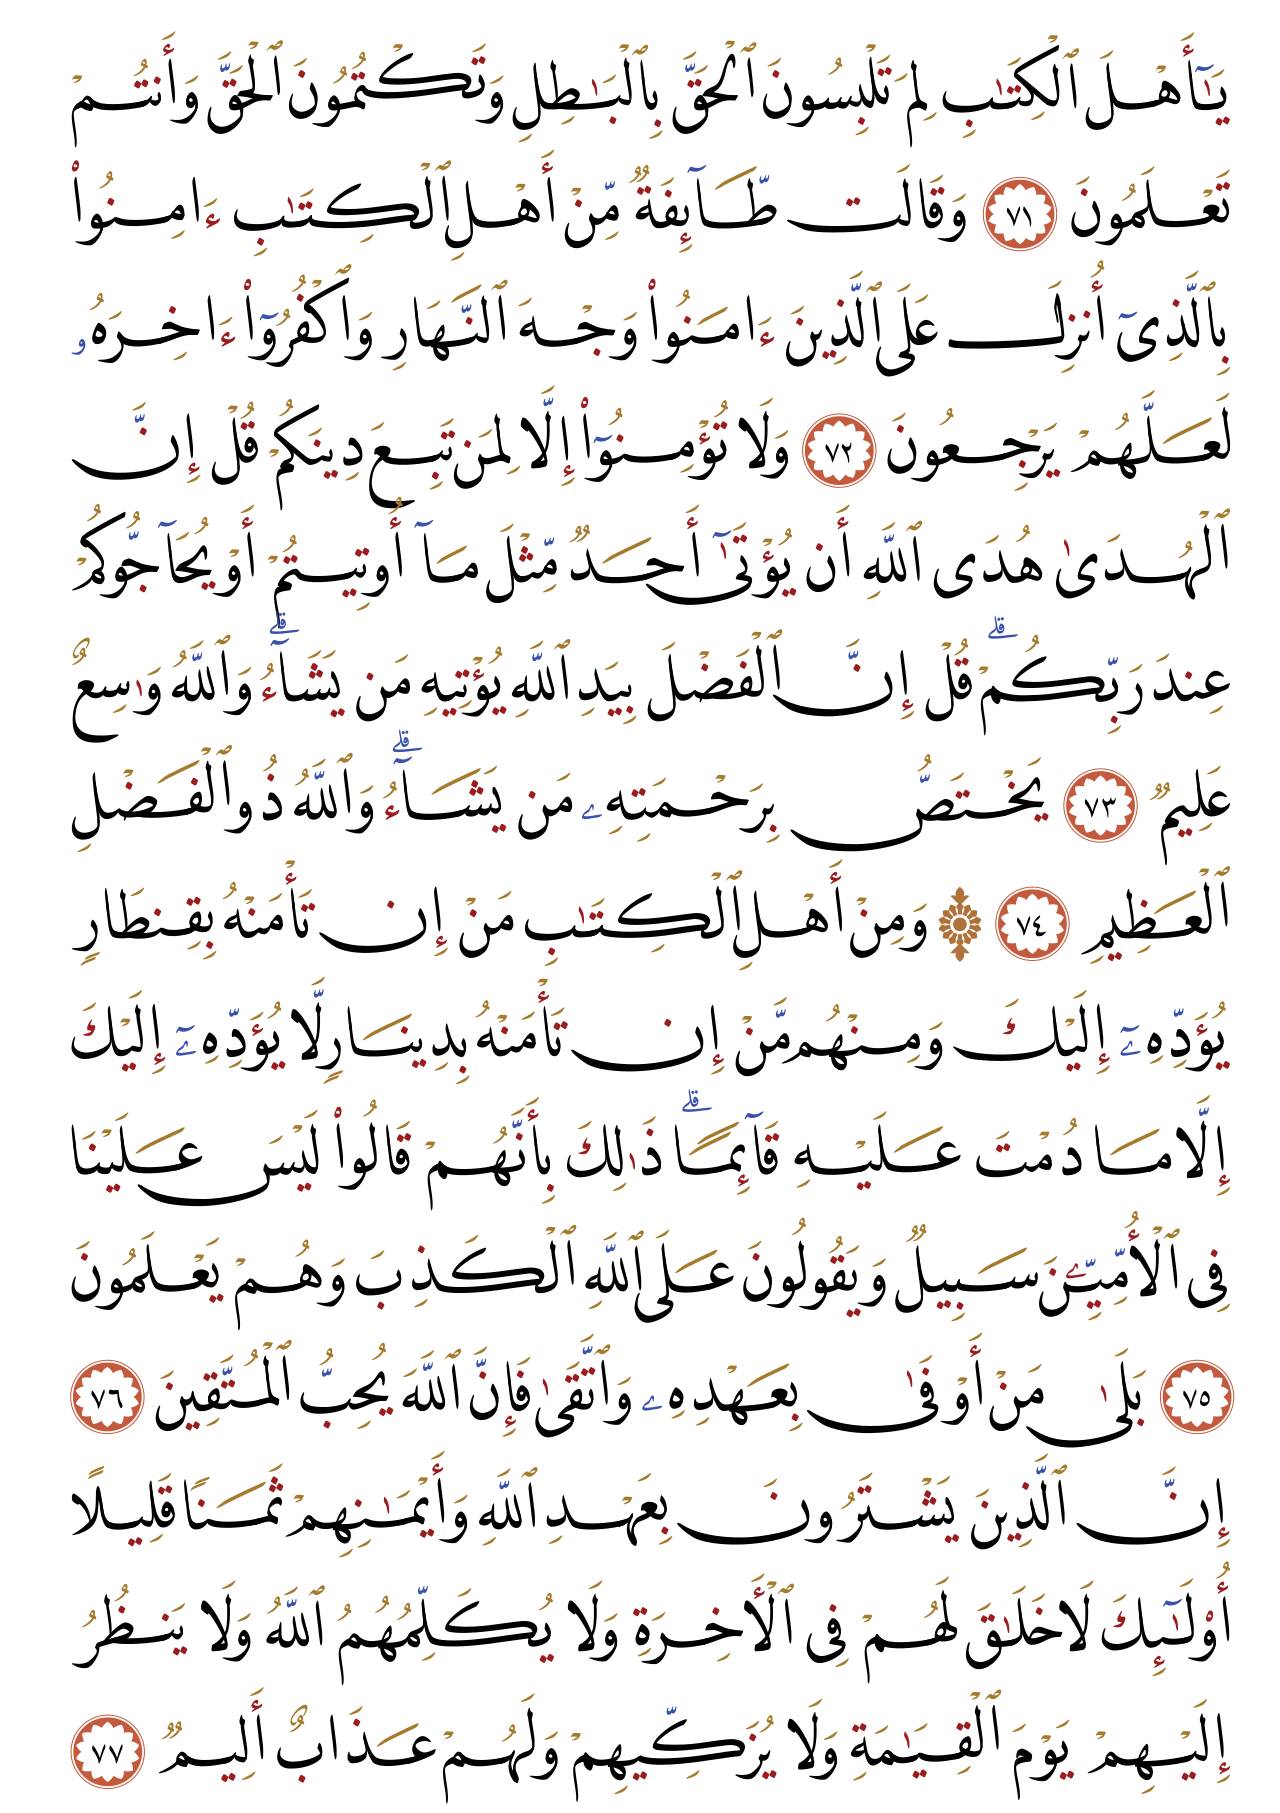 يَـٰٓأَهْلَ ٱلْكِتَـٰبِ لِمَ تَلْبِسُونَ ٱلْحَقَّ بِٱلْبَـٰطِلِ وَتَكْتُمُونَ ٱلْحَقَّ وَأَنتُمْ
تَعْلَمُونَ ٧١ وَقَالَت طَّآئِفَةٌ مِّنْ أَهْلِ ٱلْكِتَـٰبِ ءَامِنُوا۟
بِٱلَّذِىٓ أُنزِلَ عَلَى ٱلَّذِينَ ءَامَنُوا۟ وَجْهَ ٱلنَّهَارِ وَٱكْفُرُوٓا۟ ءَاخِرَهُۥ
لَعَلَّهُمْ يَرْجِعُونَ ٧٢ وَلَا تُؤْمِنُوٓا۟ إِلَّا لِمَن تَبِعَ دِينَكُمْ قُلْ إِنَّ
ٱلْهُدَىٰ هُدَى ٱللَّهِ أَن يُؤْتَىٰٓ أَحَدٌ مِّثْلَ مَآ أُوتِيتُمْ أَوْ يُحَآجُّوكُمْ
عِندَ رَبِّكُمْ ۗ قُلْ إِنَّ ٱلْفَضْلَ بِيَدِ ٱللَّهِ يُؤْتِيهِ مَن يَشَآءُ ۗ وَٱللَّهُ وَٰسِعٌ
عَلِيمٌ ٧٣ يَخْتَصُّ بِرَحْمَتِهِۦ مَن يَشَآءُ ۗ وَٱللَّهُ ذُو ٱلْفَضْلِ
ٱلْعَظِيمِ ٧٤ ۞ وَمِنْ أَهْلِ ٱلْكِتَـٰبِ مَنْ إِن تَأْمَنْهُ بِقِنطَارٍ
يُؤَدِّهِۦٓ إِلَيْكَ وَمِنْهُم مَّنْ إِن تَأْمَنْهُ بِدِينَارٍ لَّا يُؤَدِّهِۦٓ إِلَيْكَ
إِلَّا مَا دُمْتَ عَلَيْهِ قَآئِمًا ۗ ذَٰلِكَ بِأَنَّهُمْ قَالُوا۟ لَيْسَ عَلَيْنَا
فِى ٱلْأُمِّيِّـۧنَ سَبِيلٌ وَيَقُولُونَ عَلَى ٱللَّهِ ٱلْكَذِبَ وَهُمْ يَعْلَمُونَ
٧٥ بَلَىٰ مَنْ أَوْفَىٰ بِعَهْدِهِۦ وَٱتَّقَىٰ فَإِنَّ ٱللَّهَ يُحِبُّ ٱلْمُتَّقِينَ ٧٦
إِنَّ ٱلَّذِينَ يَشْتَرُونَ بِعَهْدِ ٱللَّهِ وَأَيْمَـٰنِهِمْ ثَمَنًا قَلِيلًا
أُو۟لَـٰٓئِكَ لَا خَلَـٰقَ لَهُمْ فِى ٱلْـَٔاخِرَةِ وَلَا يُكَلِّمُهُمُ ٱللَّهُ وَلَا يَنظُرُ
إِلَيْهِمْ يَوْمَ ٱلْقِيَـٰمَةِ وَلَا يُزَكِّيهِمْ وَلَهُمْ عَذَابٌ أَلِيمٌ ٧٧